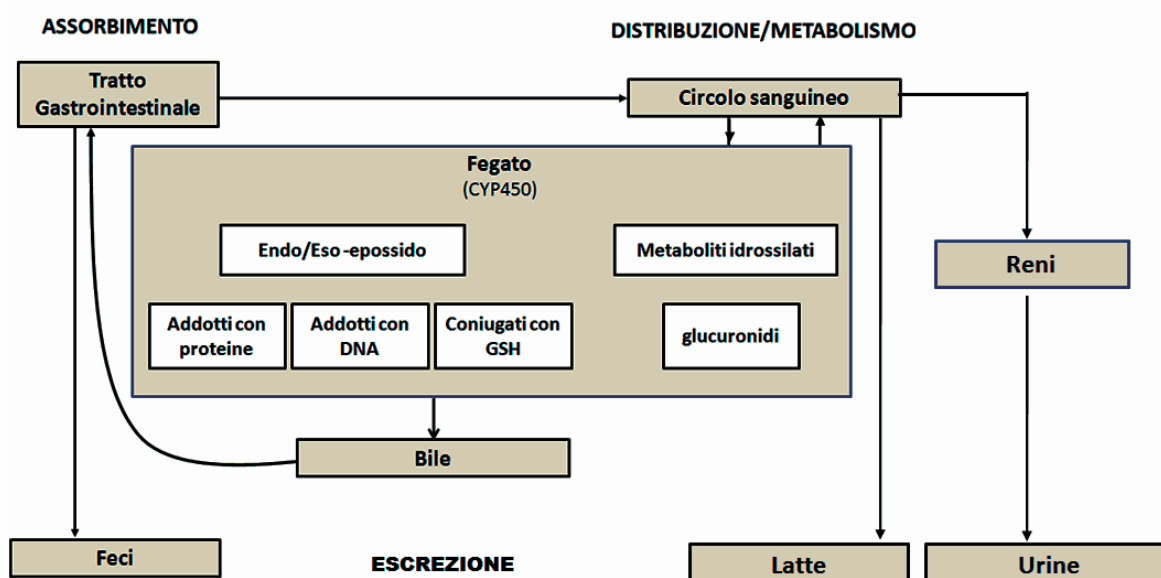 ASSORBIMENTO
DISTRIBUZIONE/METABOLISMO
Tratto
Gastrointestinale
Circolo sanguineo
Fegato
(CYP450)
Endo/Eso-epossido
Metaboliti idrossilati
Reni
Addotti con
proteine
Addotti con
DNA
Coniugati con
GSH
glucuronidi
Bile
Feci
ESCREZIONE
Latte
Urine